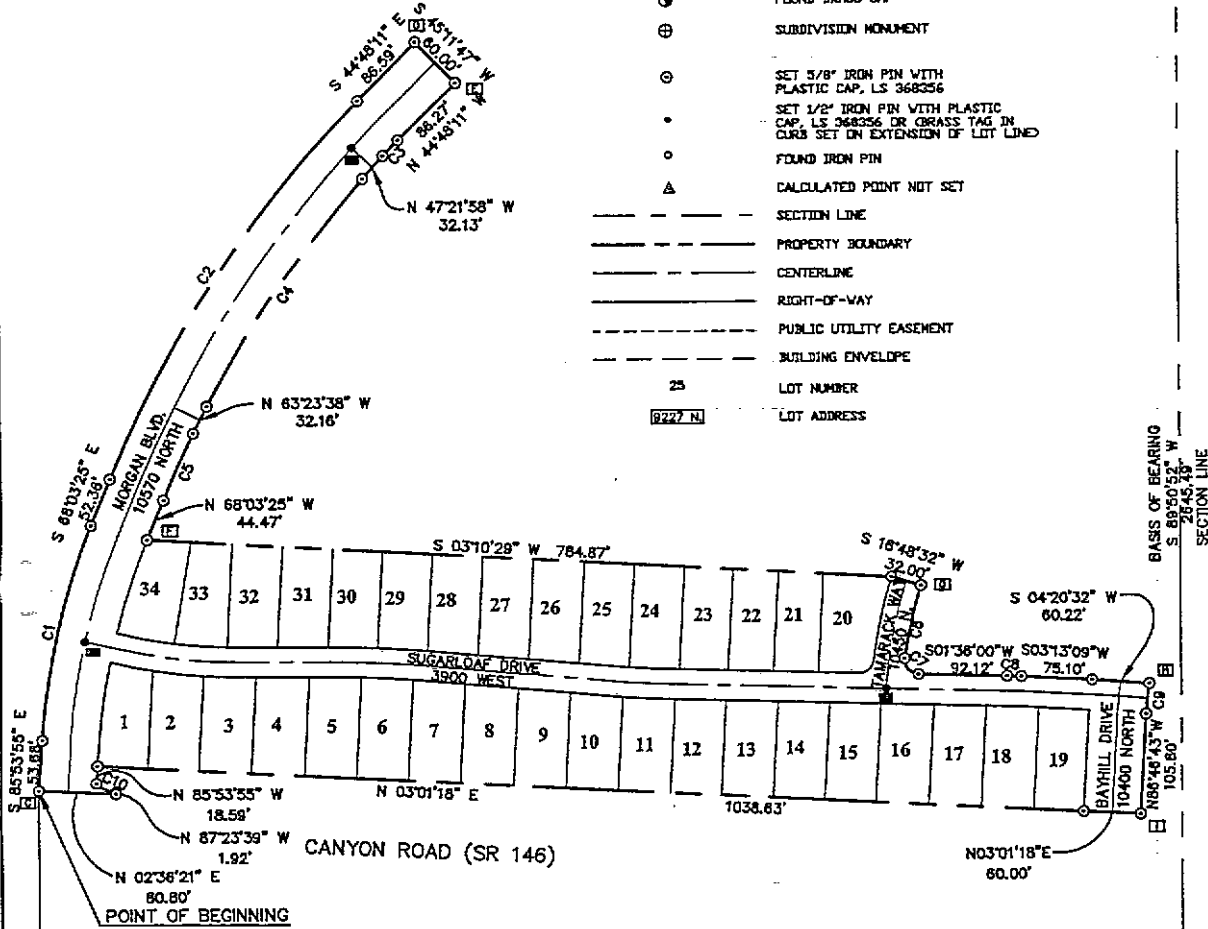 FOUND BRASS CAP
SUBDIVISION MONUMENT
SET 5/8" IRON PIN WITH
PLASTIC CAP, LS 368356
SET 1/2" IRON PIN WITH PLASTIC
CAP, LS 368356 OR (BRASS TAG IN
CURB SET ON EXTENSION OF LOT LINE)
FOUND IRON PIN
CALCULATED POINT NOT SET
SECTION LINE
PROPERTY BOUNDARY
CENTERLINE
RIGHT-OF-WAY
PUBLIC UTILITY EASEMENT
BUILDING ENVELOPE
25
LOT NUMBER
9227 N.
LOT ADDRESS
S 44°48'11" E
86.59'
S 45°11'47" W
60.00'
D
E
86.27'
N 44°48'11" W
C3
N 47°21'58" W
32.13'
C2
C4
N 63°23'38" W
32.16'
MORGAN BLVD.
10570 NORTH
C5
S 68°03'25" E
52.38'
N 68°03'25" W
44.47'
F
S 03°10'29" W 784.87'
S 16°48'32" W
32.00'
G
C1
34
33
32
31
30
29
28
27
26
25
24
23
22
21
20
TAMARACK WAY
10450 N
C8
C7
S 04°20'32" W
60.22'
S01°36'00"W
92.12'
C8
S03°13'09"W
75.10'
H
C9
SUGARLOAF DRIVE
3900 WEST
1
2
3
4
5
6
7
8
9
10
11
12
13
14
15
16
17
18
19
BAYHILL DRIVE
10400 NORTH
N86°46'43"W
105.60'
I
BASIS OF BEARING
S 89°50'52" W
2645.49'
SECTION LINE
S 85°53'55" E
53.68'
C
C10
N 85°53'55" W
18.59'
N 03°01'18" E
1038.63'
N 87°23'39" W
1.92'
CANYON ROAD (SR 146)
N03°01'18"E
60.00'
N 02°36'21" E
60.80'
POINT OF BEGINNING